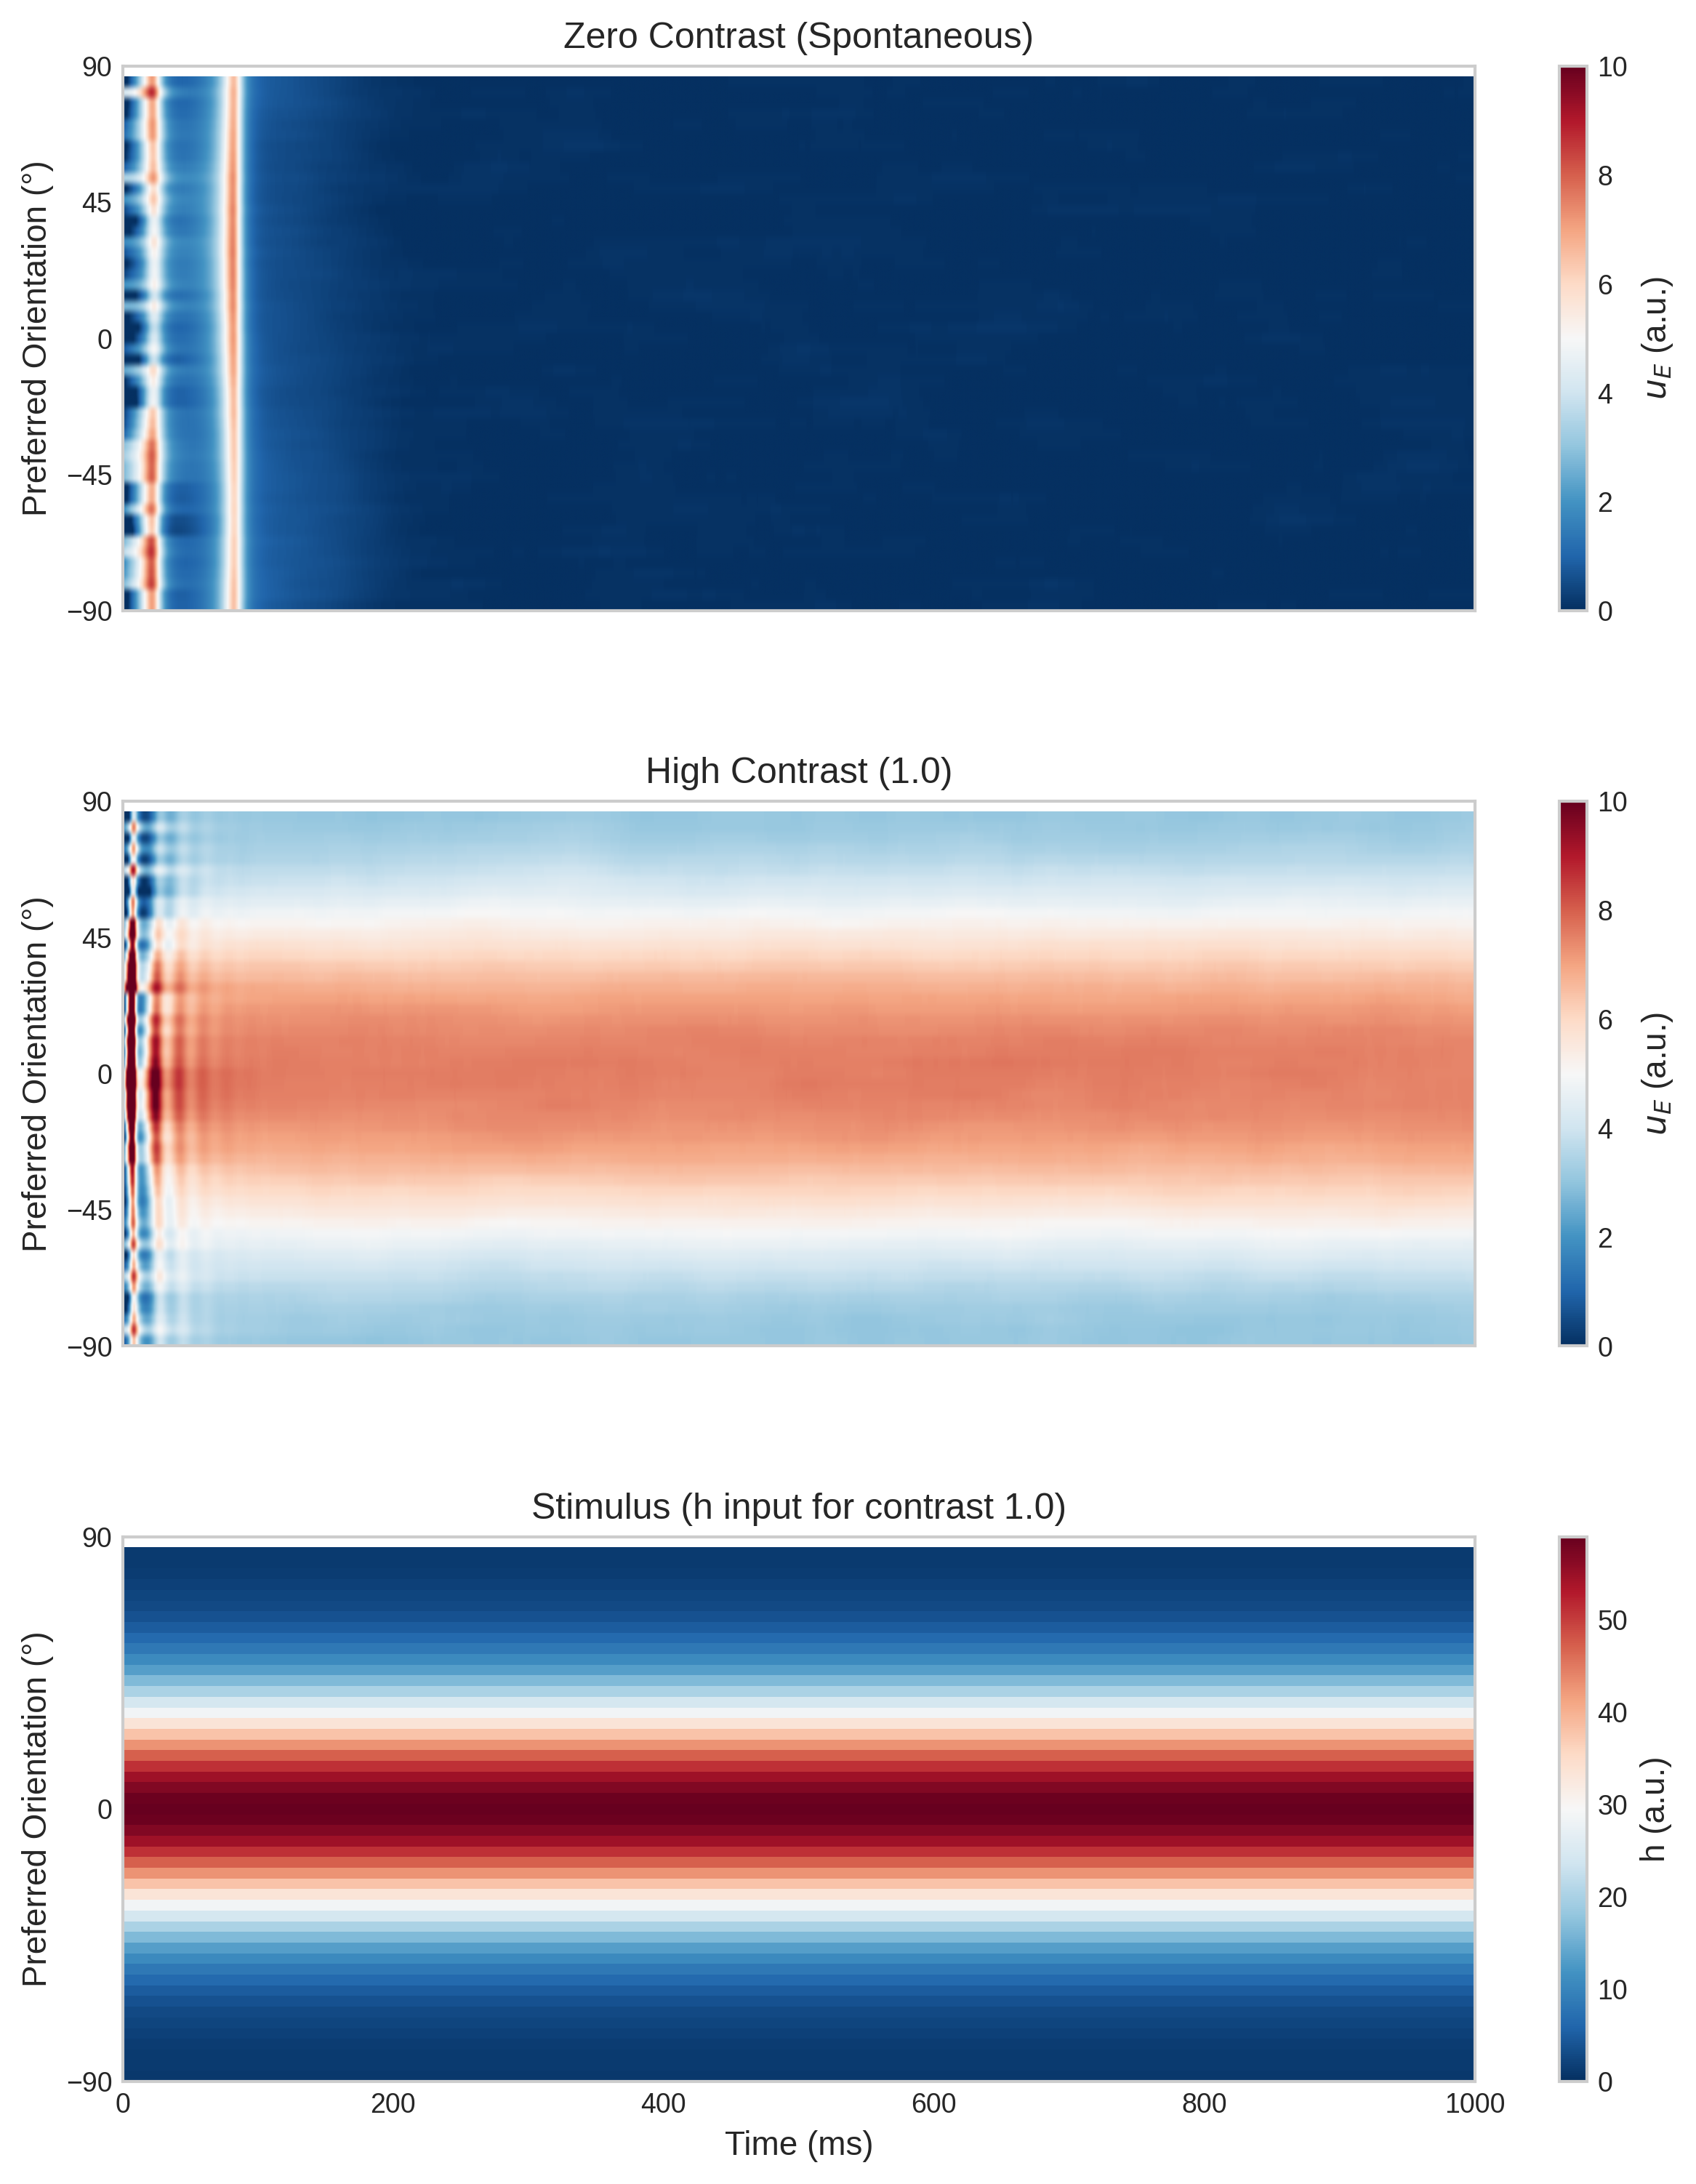 Zero Contrast (Spontaneous)
Preferred Orientation (°)
90
45
0
−45
−90
10
8
6
4
2
0
u_E (a.u.)
High Contrast (1.0)
Preferred Orientation (°)
90
45
0
−45
−90
10
8
6
4
2
0
u_E (a.u.)
Stimulus (h input for contrast 1.0)
Preferred Orientation (°)
90
0
−90
50
40
30
20
10
0
h (a.u.)
0 200 400 600 800 1000
Time (ms)